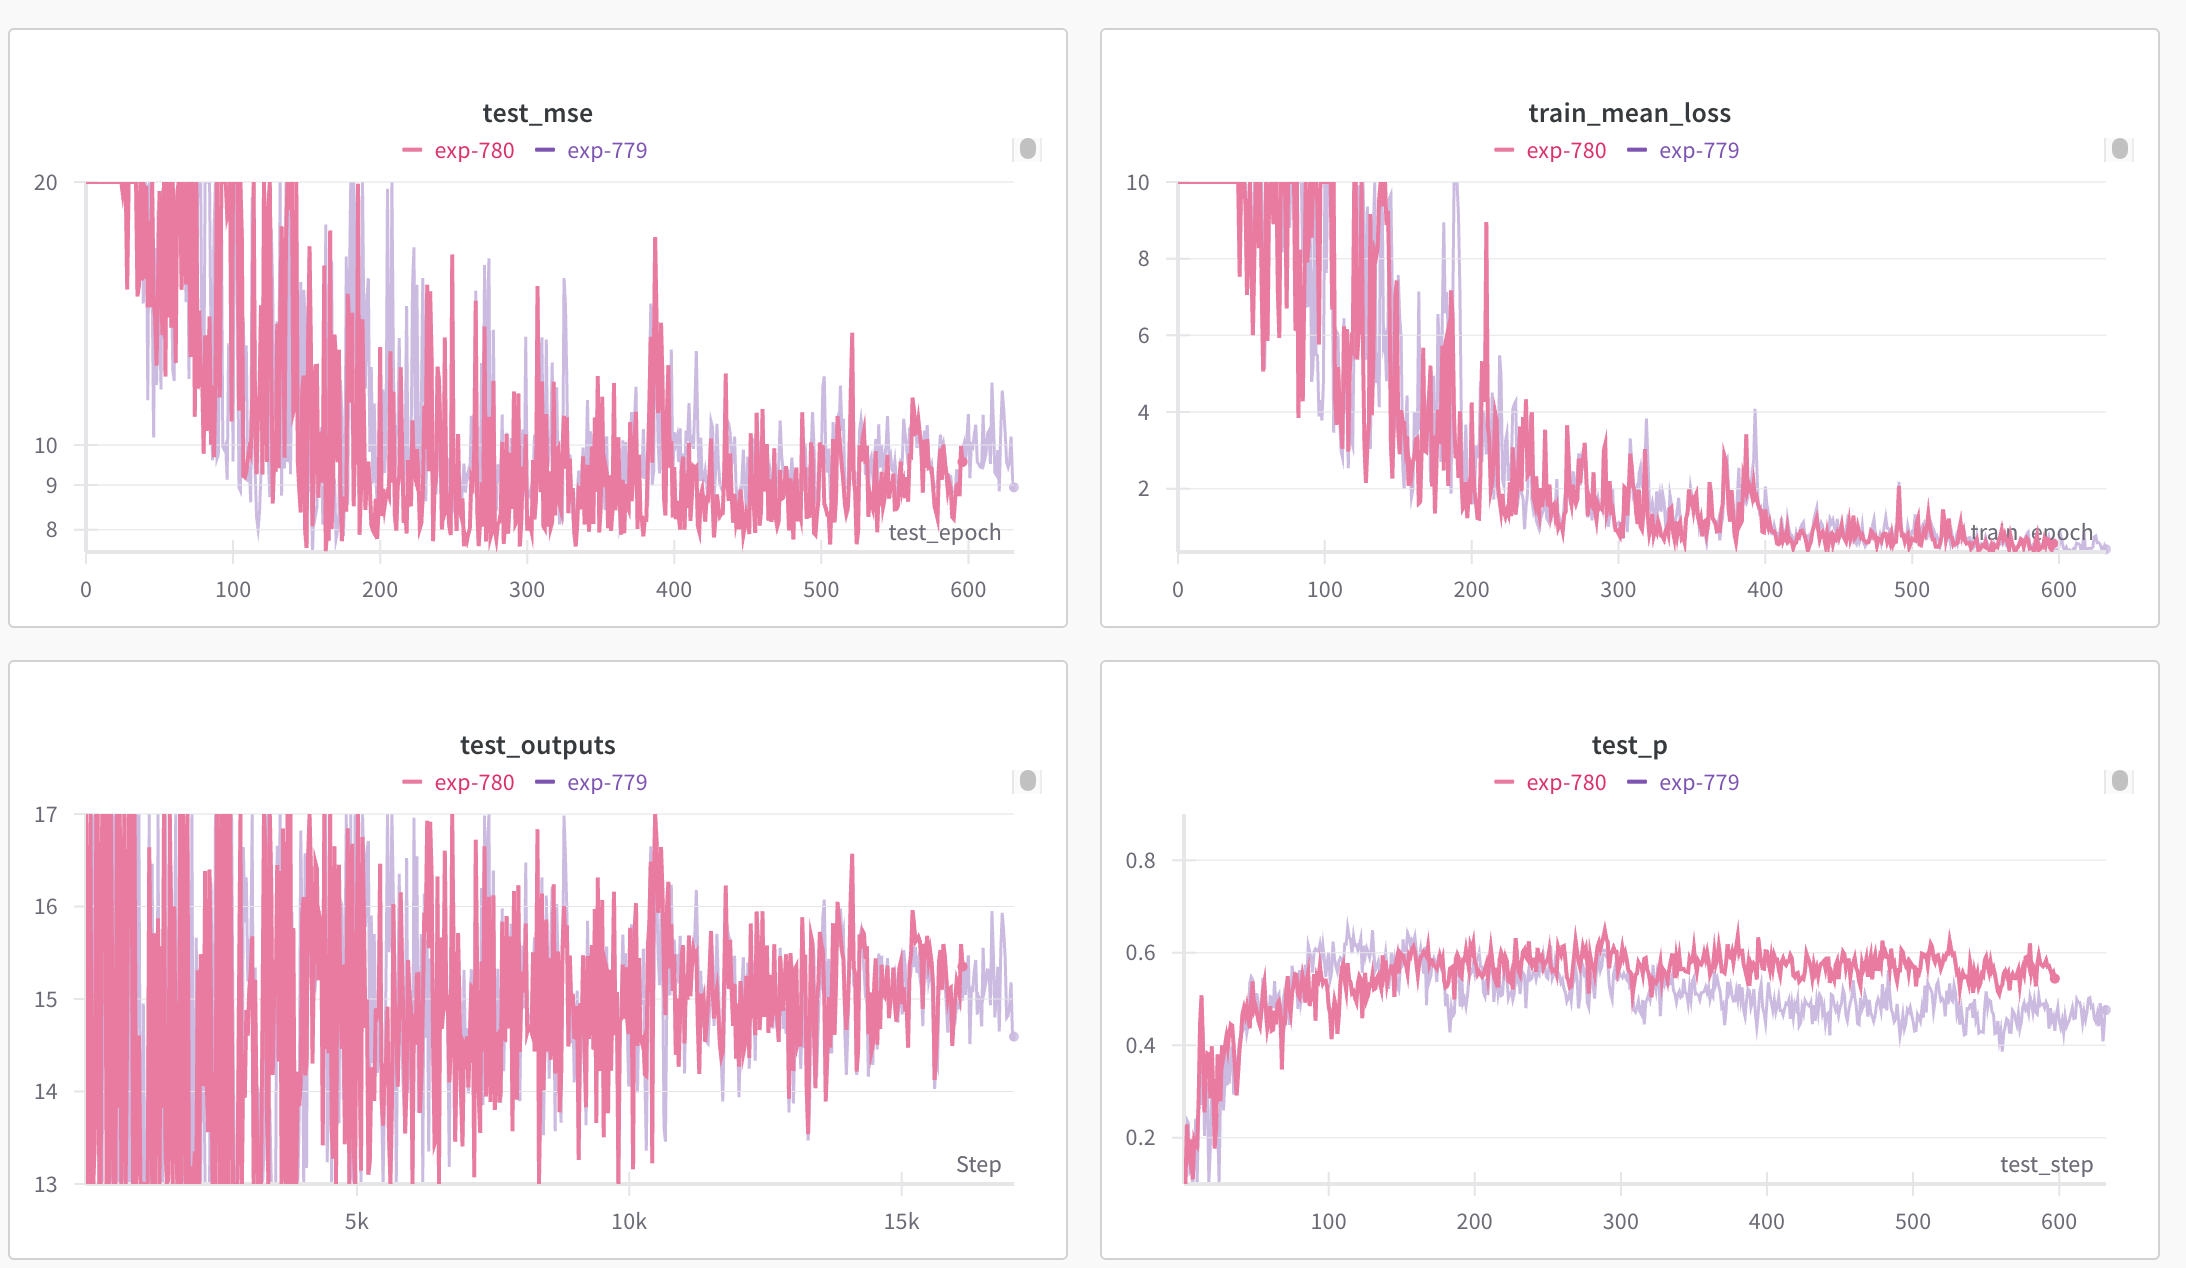 test_mse
exp-780 exp-779
20
10
9
8
test_epoch
0 100 200 300 400 500 600
train_mean_loss
exp-780 exp-779
10
8
6
4
2
train_epoch
0 100 200 300 400 500 600
test_outputs
exp-780 exp-779
17
16
15
14
13
Step
5k 10k 15k
test_p
exp-780 exp-779
0.8
0.6
0.4
0.2
test_step
100 200 300 400 500 600